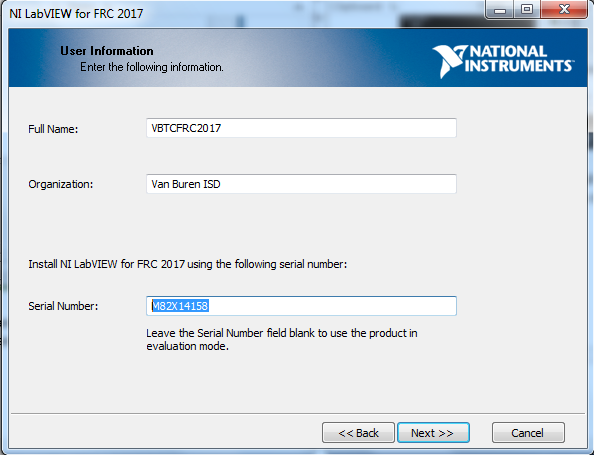 NI LabVIEW for FRC 2017
User Information
Enter the following information.
NATIONAL
INSTRUMENTS™
Full Name:
VBTCFRC2017
Organization:
Van Buren ISD
Install NI LabVIEW for FRC 2017 using the following serial number:
Serial Number:
M82X14158
Leave the Serial Number field blank to use the product in
evaluation mode.
<< Back
Next >>
Cancel